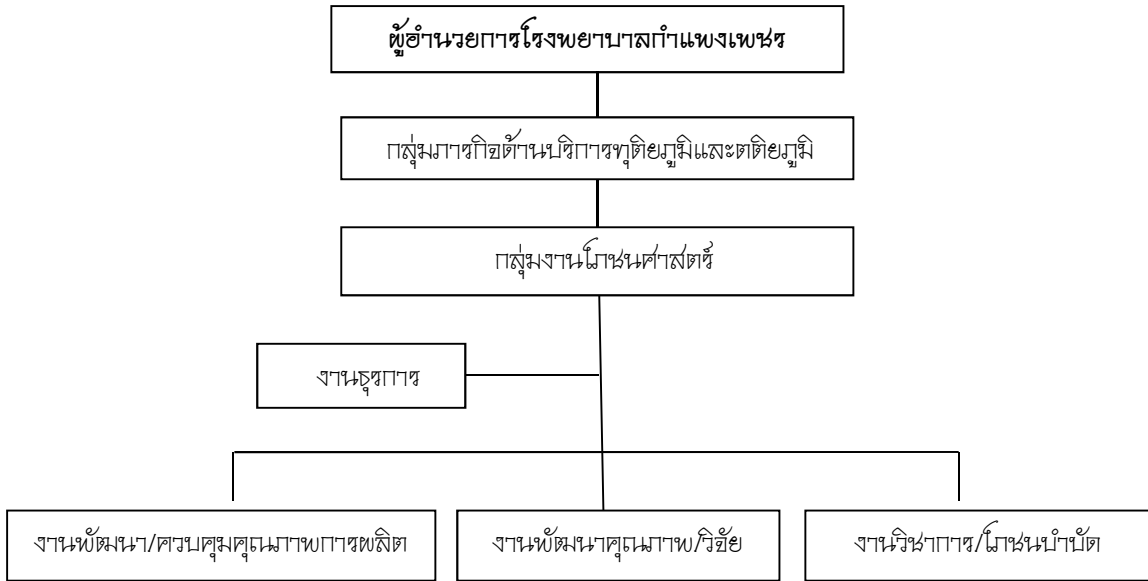 ผู้อำนวยการโรงพยาบาลกำแพงเพชร
กลุ่มภารกิจด้านบริการทุติยภูมิและตติยภูมิ
กลุ่มงานโภชนศาสตร์
งานธุรการ
งานพัฒนา/ควบคุมคุณภาพการผลิต
งานพัฒนาคุณภาพ/วิจัย
งานวิชาการ/โภชนบำบัด